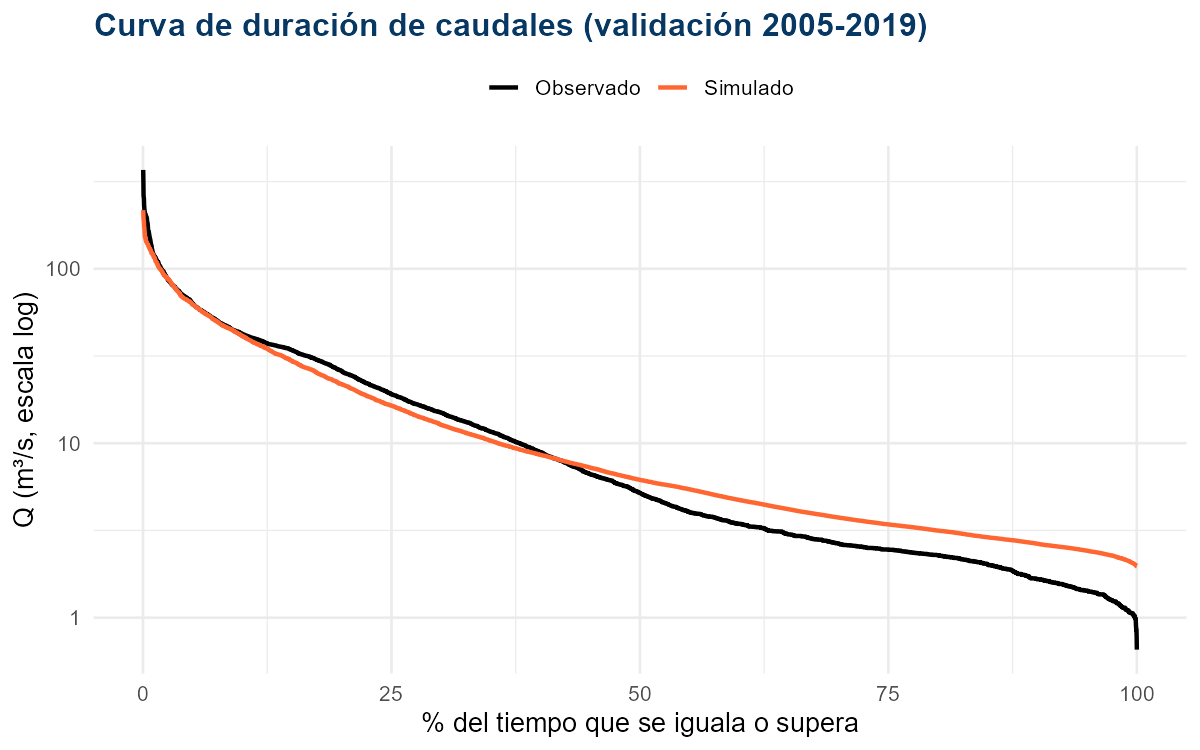 Curva de duración de caudales (validación 2005-2019)
Observado Simulado
Q (m³/s, escala log)
100
10
1
0 25 50 75 100
% del tiempo que se iguala o supera